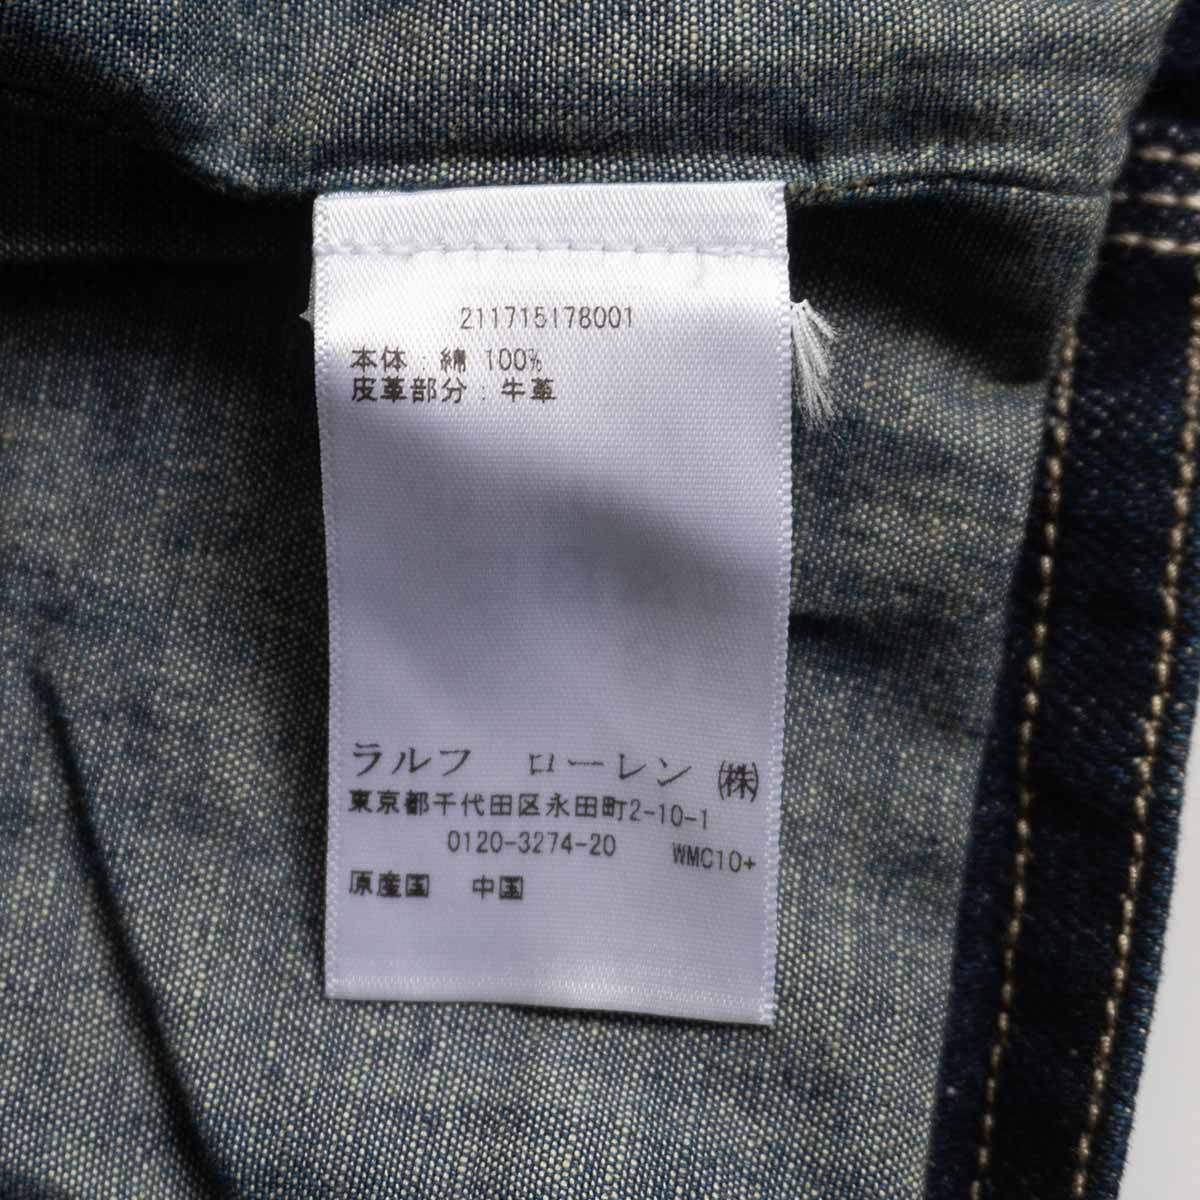 211715178001
本体：綿 100%
皮革部分：牛革
ラルフ ローレン ㈱
東京都千代田区永田町2-10-1
0120-3274-20 WMC10+
原産国 中国